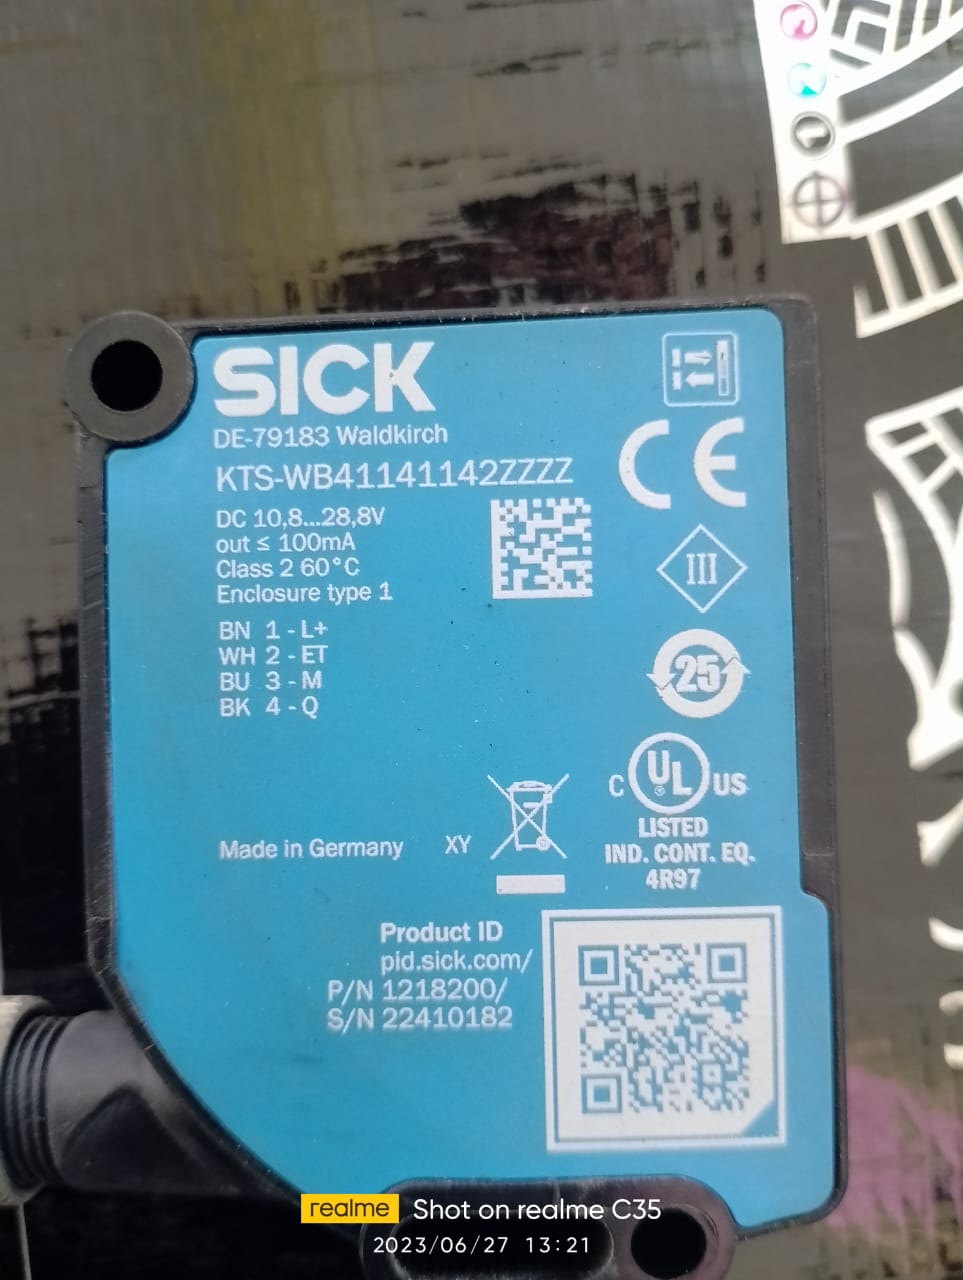 SICK
DE-79183 Waldkirch
KTS-WB41141142ZZZZ
DC 10,8...28,8V
out ≤ 100mA
Class 2 60°C
Enclosure type 1
BN 1 - L+
WH 2 - ET
BU 3 - M
BK 4 - Q
CE
III
25
C UL US
LISTED
IND. CONT. EQ.
4R97
Made in Germany XY
Product ID
pid.sick.com/
P/N 1218200/
S/N 22410182
realme Shot on realme C35
2023/06/27 13:21